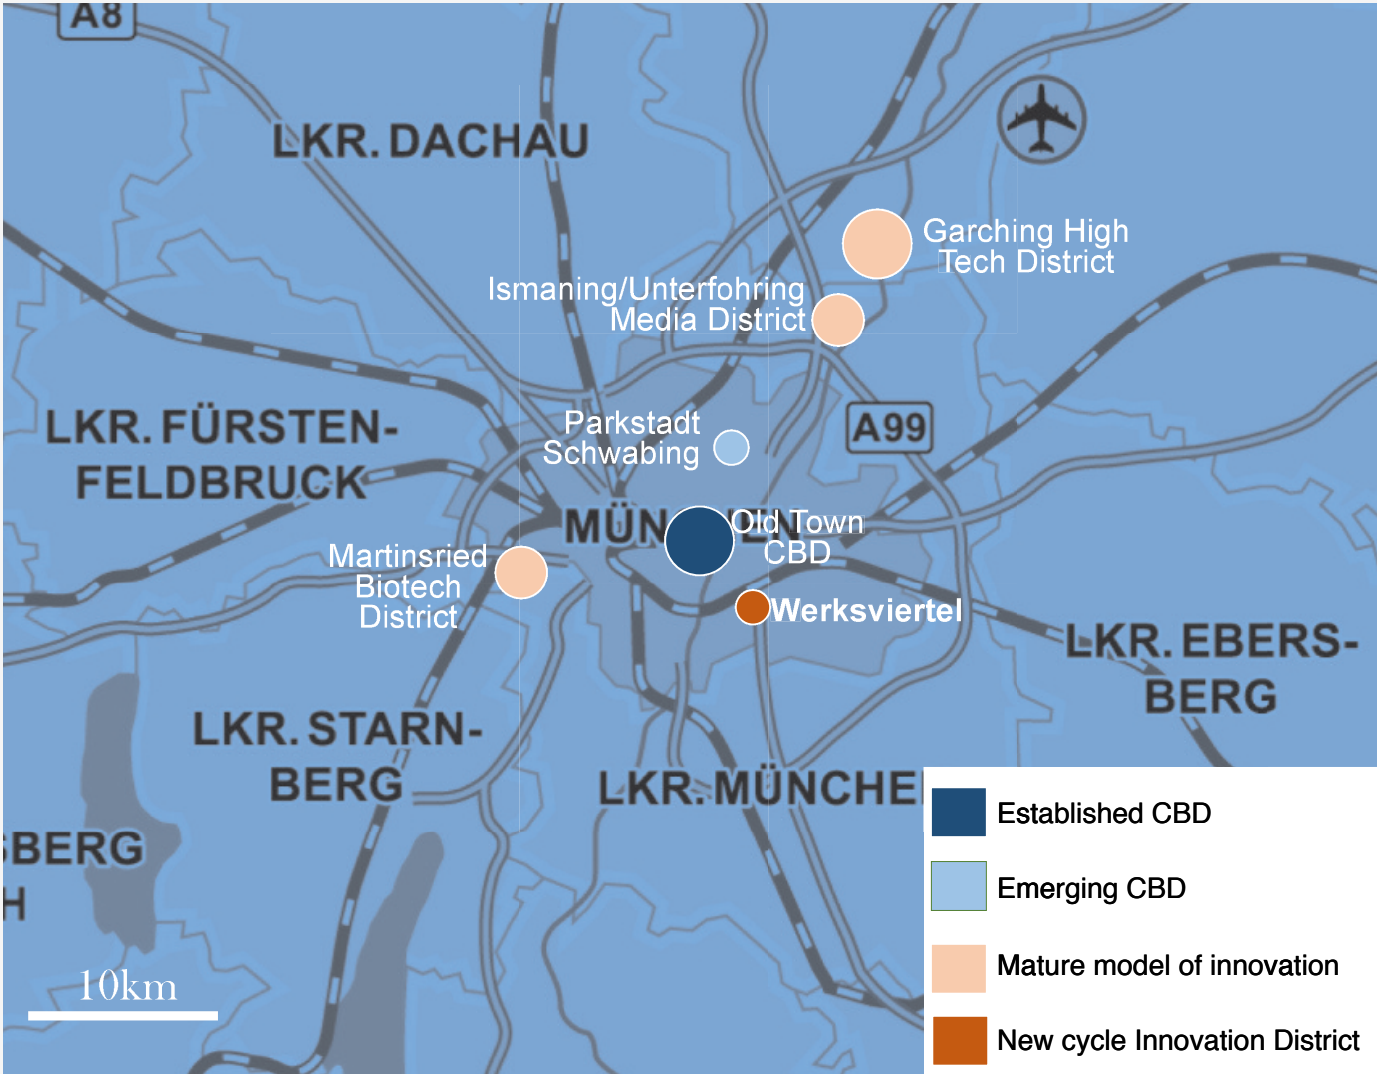 A8
LKR. DACHAU
Garching High
Tech District
Ismaning/Unterfohring
Media District
LKR. FÜRSTEN-
FELDBRUCK
Parkstadt
Schwabing
A99
MÜN EN
Old Town
CBD
Martinsried
Biotech
District
Werksviertel
LKR. EBERS-
BERG
LKR. STARN-
BERG
LKR. MÜNCHE
SBERG
H
10km
Established CBD
Emerging CBD
Mature model of innovation
New cycle Innovation District